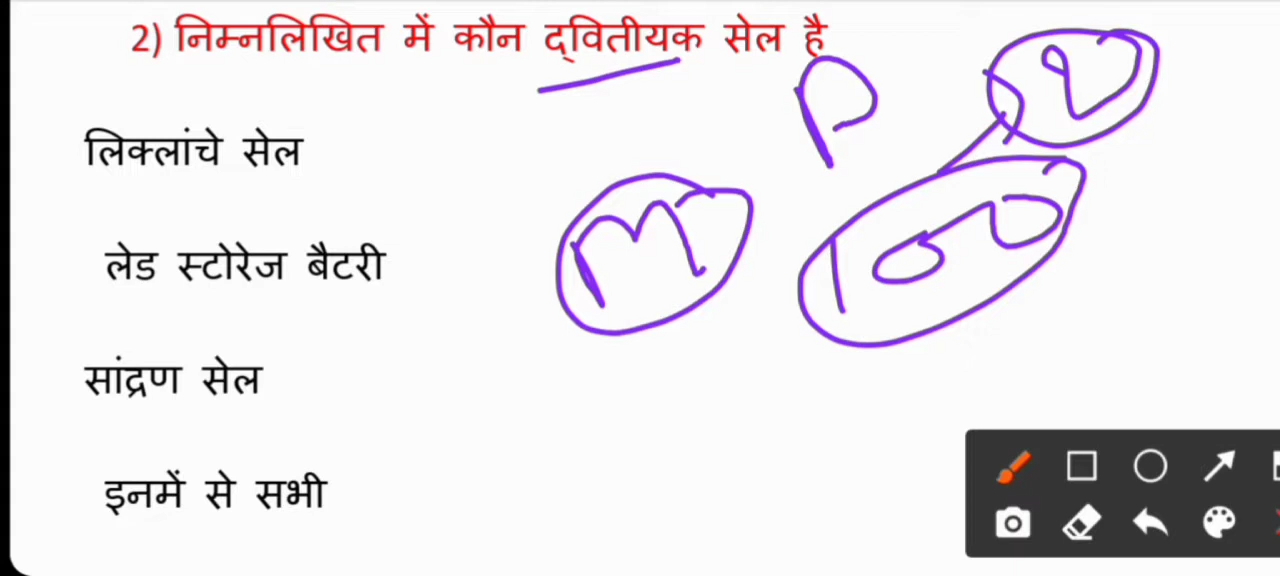 2) निम्नलिखित में कौन द्वितीयक सेल है
P
लिक्लांचे सेल
m
लेड स्टोरेज बैटरी
सांद्रण सेल
इनमें से सभी